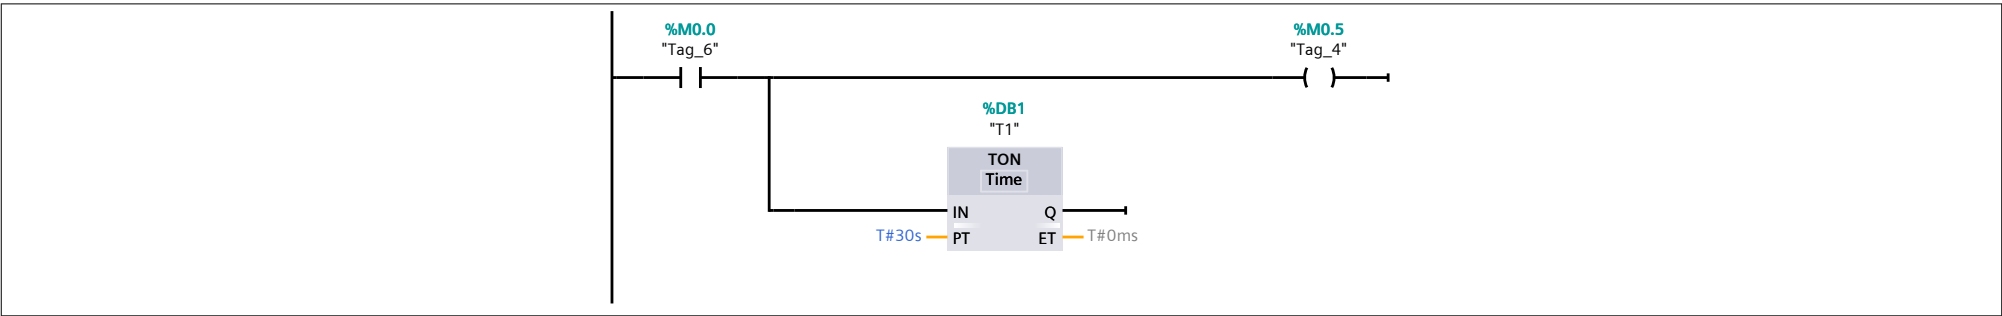 %M0.0
"Tag_6"
%M0.5
"Tag_4"
%DB1
"T1"
TON
Time
IN
Q
T#30s
PT
ET
T#0ms